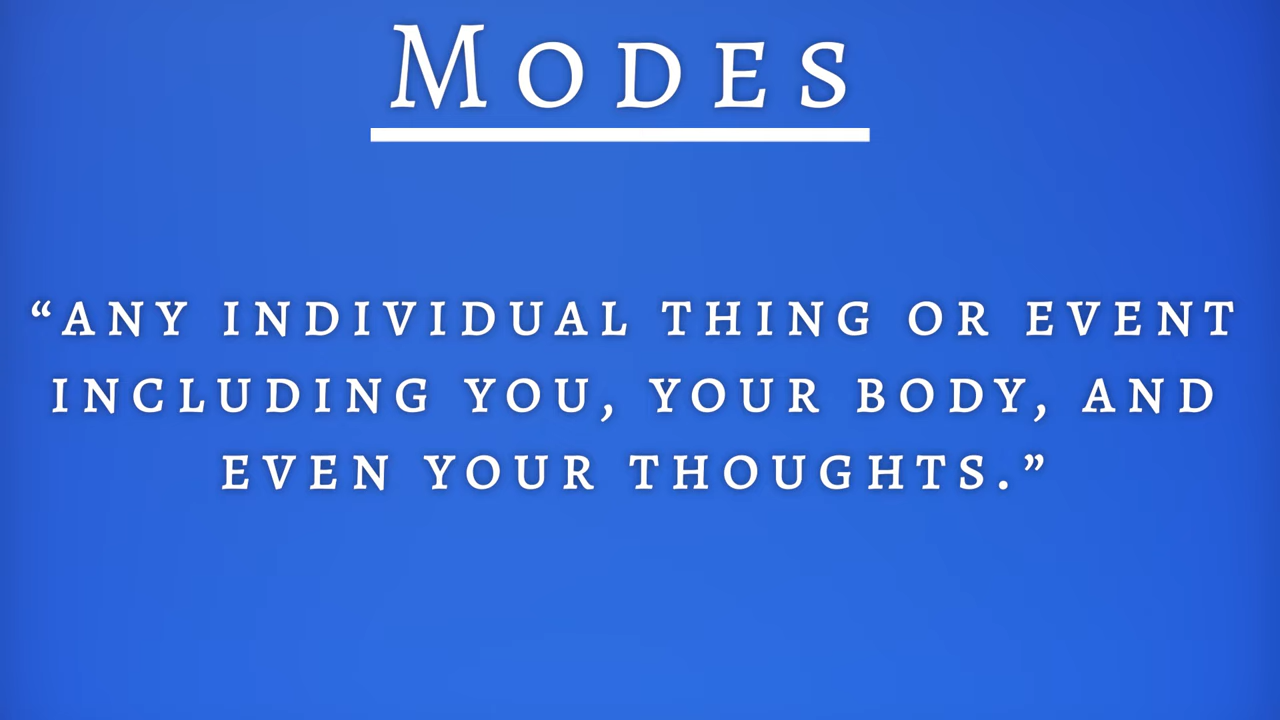 Modes
“ANY INDIVIDUAL THING OR EVENT
INCLUDING YOU, YOUR BODY, AND
EVEN YOUR THOUGHTS.”